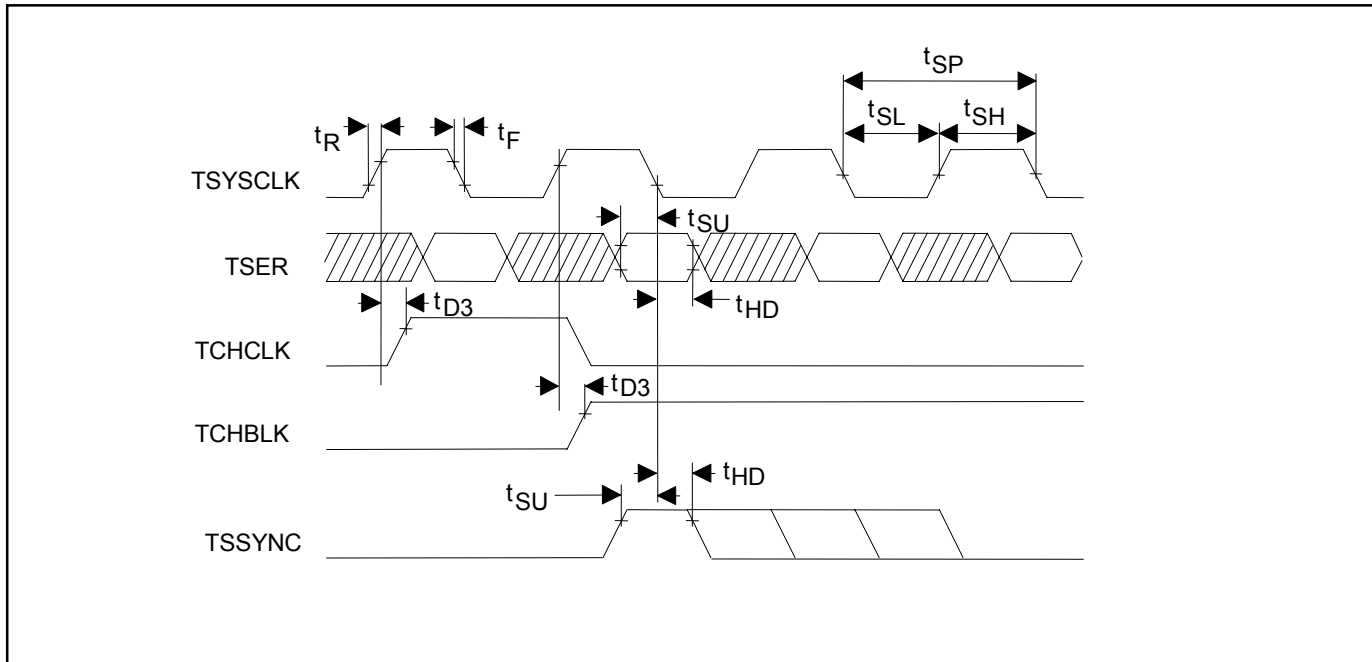 tSP
tSL tSH
tR tF
TSYSCLK
tSU
TSER
tHD
tD3
TCHCLK
tD3
TCHBLK
tHD
tSU
TSSYNC